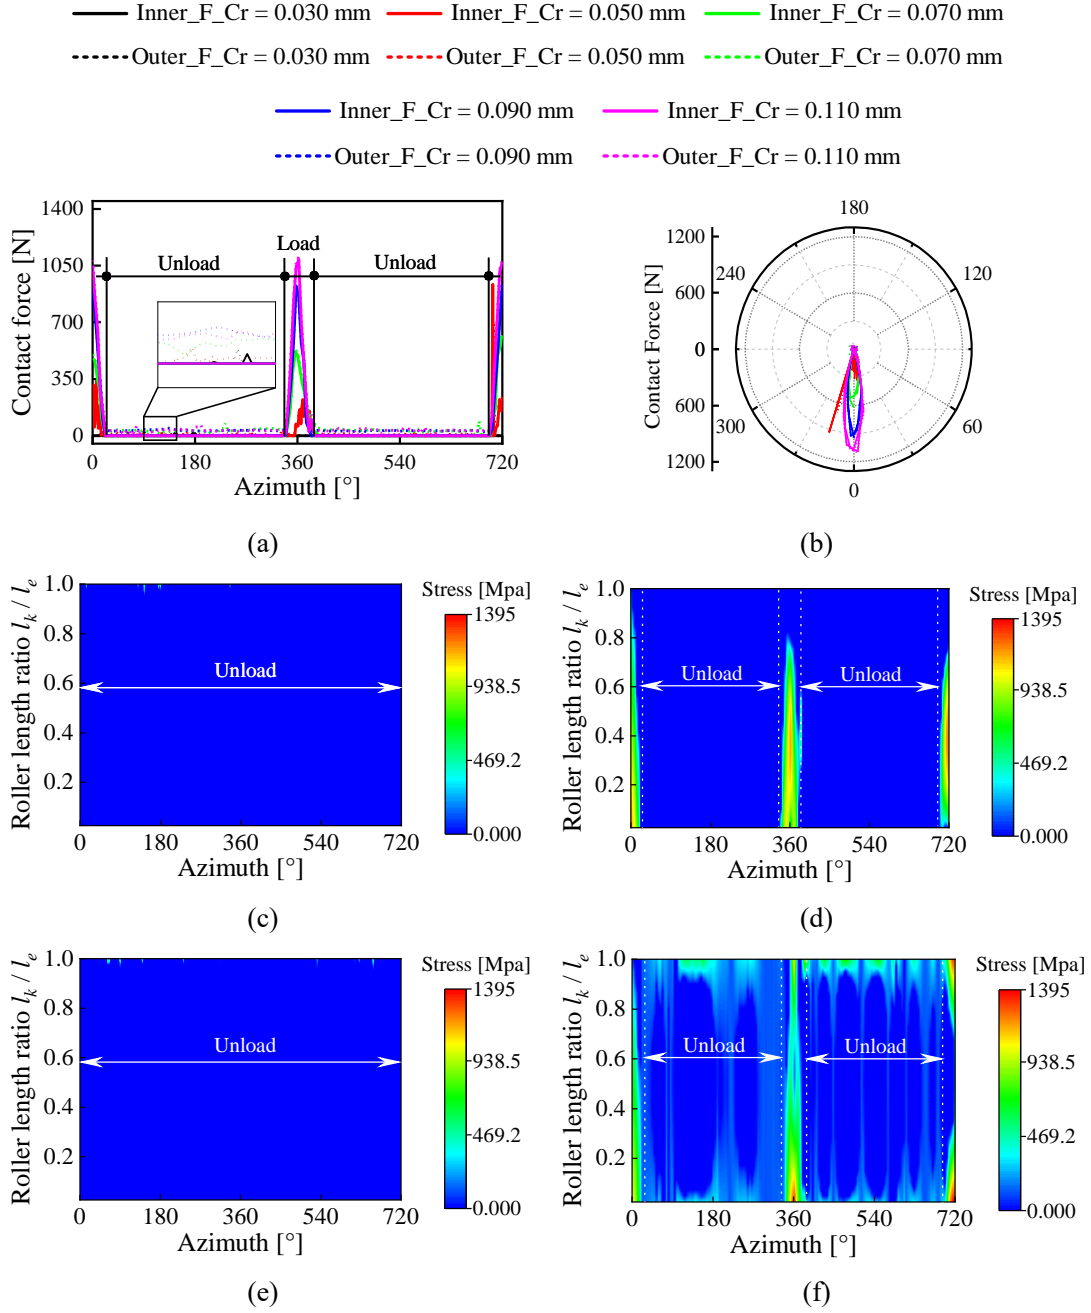 Inner_F_Cr = 0.030 mm Inner_F_Cr = 0.050 mm Inner_F_Cr = 0.070 mm
Outer_F_Cr = 0.030 mm Outer_F_Cr = 0.050 mm Outer_F_Cr = 0.070 mm
Inner_F_Cr = 0.090 mm Inner_F_Cr = 0.110 mm
Outer_F_Cr = 0.090 mm Outer_F_Cr = 0.110 mm
Contact force [N]
1400
1050
700
350
0
Unload Load Unload
0 180 360 540 720
Azimuth [°]
(a)
Contact Force [N]
1200
600
0
600
1200
180
240 120
300 60
0
(b)
Roller length ratio l_k / l_e
1.0
0.8
0.6
0.4
0.2
Unload
0 180 360 540 720
Azimuth [°]
Stress [Mpa]
1395
938.5
469.2
0.000
(c)
Roller length ratio l_k / l_e
1.0
0.8
0.6
0.4
0.2
Unload Unload
0 180 360 540 720
Azimuth [°]
Stress [Mpa]
1395
938.5
469.2
0.000
(d)
Roller length ratio l_k / l_e
1.0
0.8
0.6
0.4
0.2
Unload
0 180 360 540 720
Azimuth [°]
Stress [Mpa]
1395
938.5
469.2
0.000
(e)
Roller length ratio l_k / l_e
1.0
0.8
0.6
0.4
0.2
Unload Unload
0 180 360 540 720
Azimuth [°]
Stress [Mpa]
1395
938.5
469.2
0.000
(f)